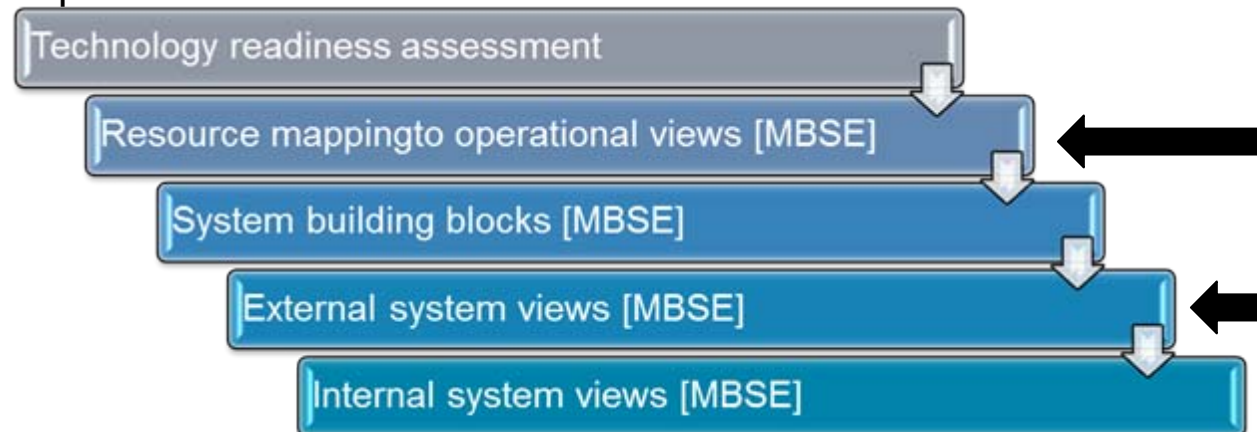 Technology readiness assessment
Resource mappingto operational views [MBSE]
System building blocks [MBSE]
External system views [MBSE]
Internal system views [MBSE]